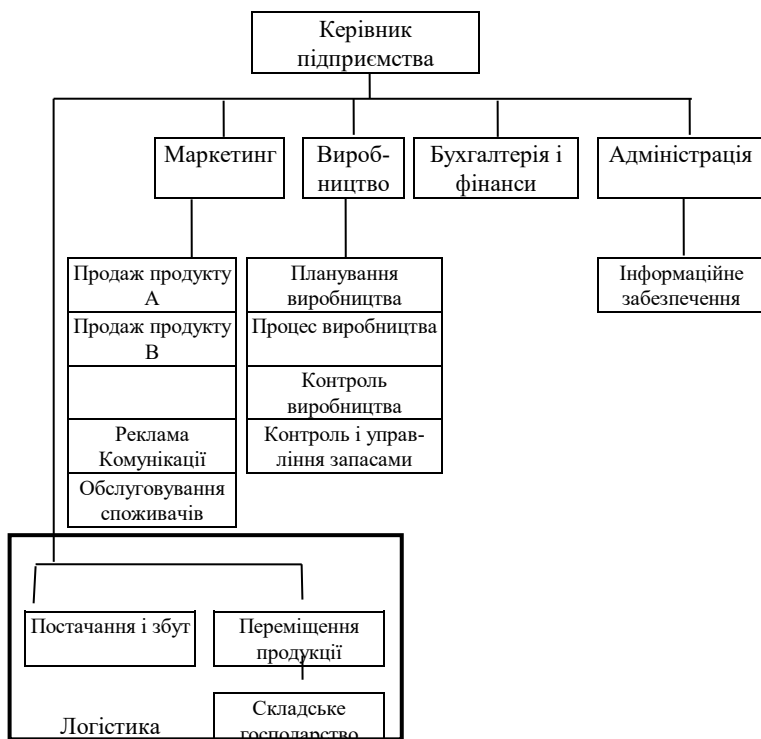 Керівник
підприємства
Маркетинг
Вироб-
ництво
Бухгалтерія і
фінанси
Адміністрація
Продаж продукту
А
Продаж продукту
В
Реклама
Комунікації
Обслуговування
споживачів
Планування
виробництва
Процес виробництва
Контроль
виробництва
Контроль і управ-
ління запасами
Інформаційне
забезпечення
Постачання і збут
Переміщення
продукції
Складське
господарство
Логістика